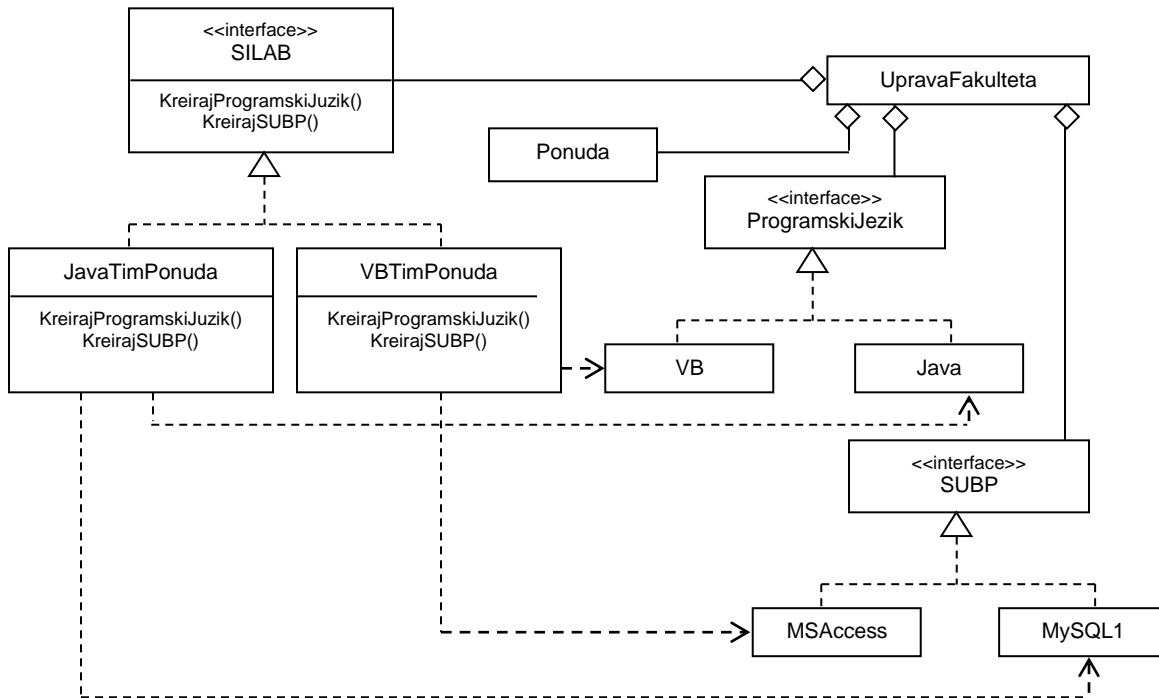 <<interface>>
SILAB
KreirajProgramskiJuzik()
KreirajSUBP()
UpravaFakulteta
Ponuda
<<interface>>
ProgramskiJezik
JavaTimPonuda
KreirajProgramskiJuzik()
KreirajSUBP()
VBTimPonuda
KreirajProgramskiJuzik()
KreirajSUBP()
VB
Java
<<interface>>
SUBP
MSAccess
MySQL1